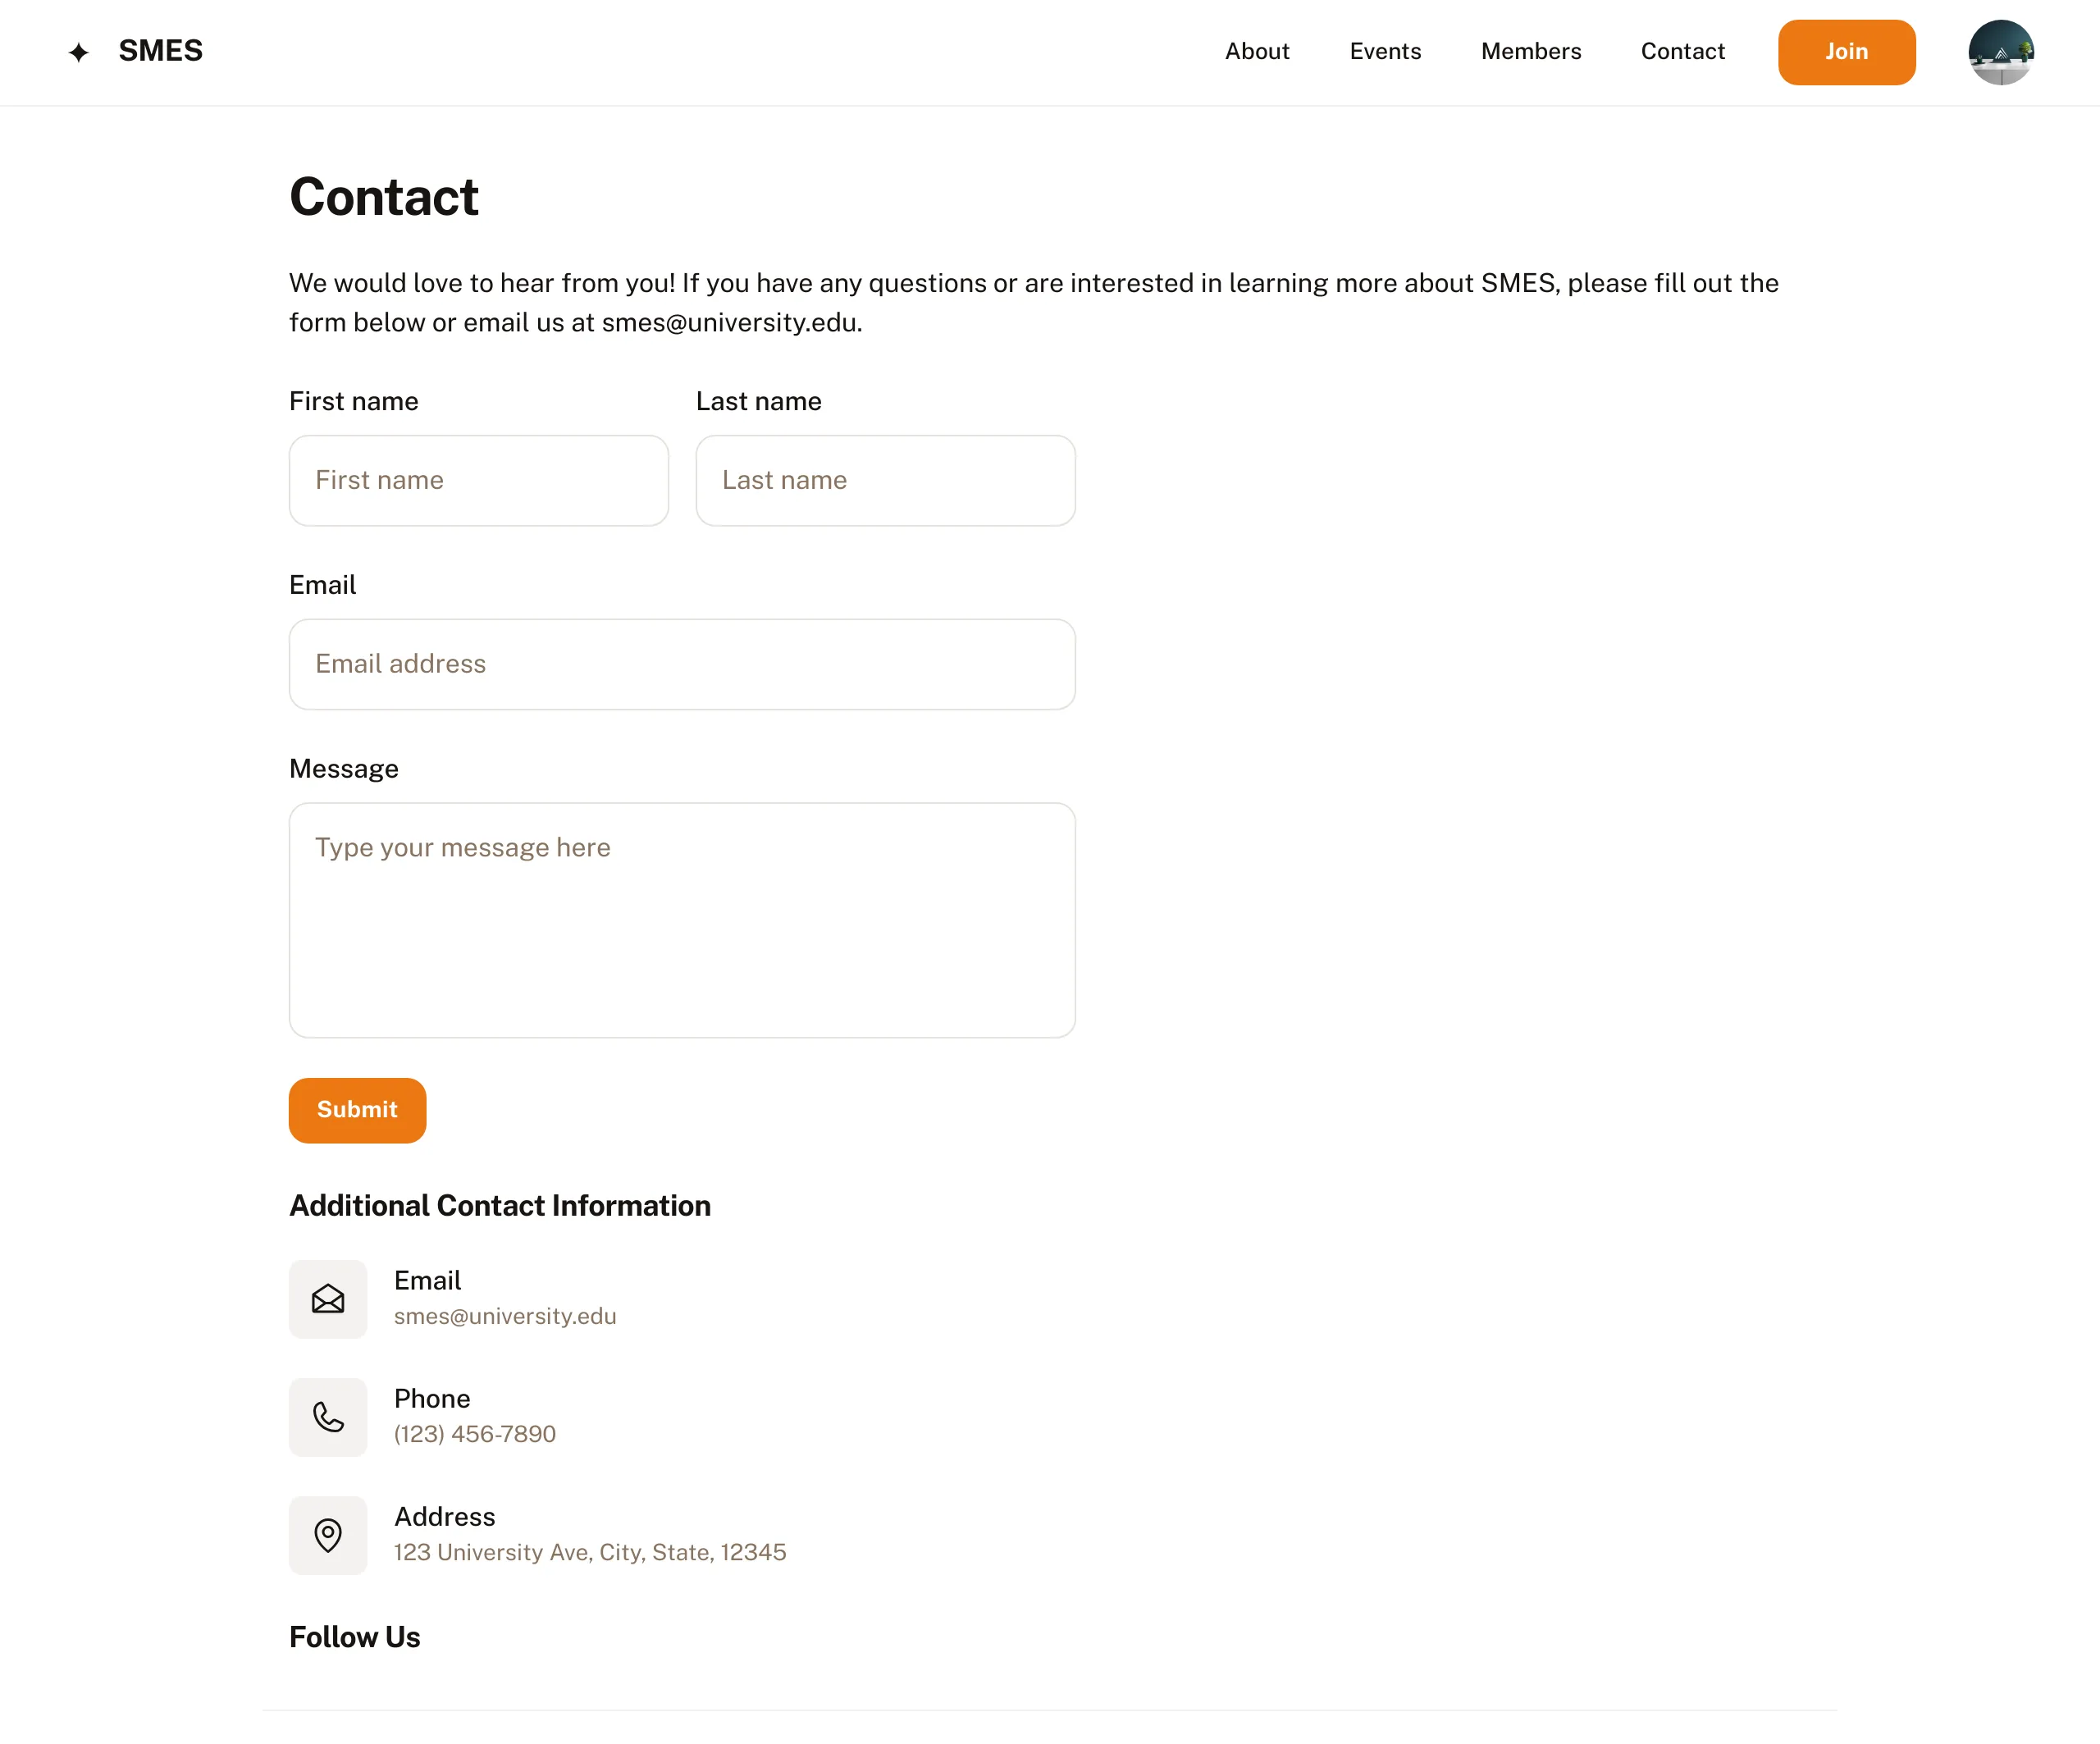 SMES
About
Events
Members
Contact
Join
Contact
We would love to hear from you! If you have any questions or are interested in learning more about SMES, please fill out the
form below or email us at smes@university.edu.
First name
Last name
First name
Last name
Email
Email address
Message
Type your message here
Submit
Additional Contact Information
Email
smes@university.edu
Phone
(123) 456-7890
Address
123 University Ave, City, State, 12345
Follow Us